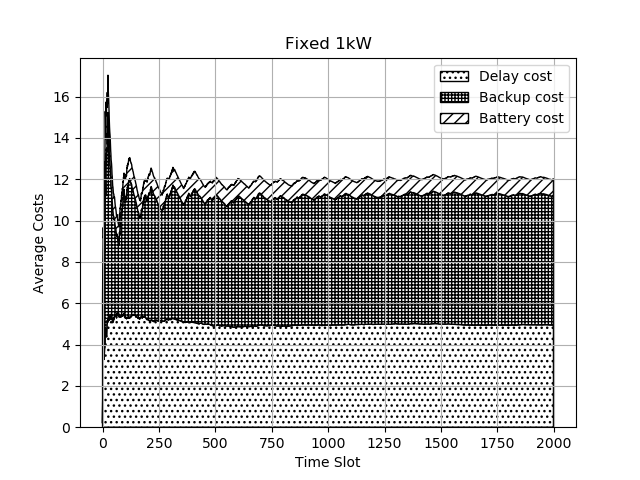 Fixed 1kW
Delay cost
Backup cost
Battery cost
Average Costs
16
14
12
10
8
6
4
2
0
0 250 500 750 1000 1250 1500 1750 2000
Time Slot